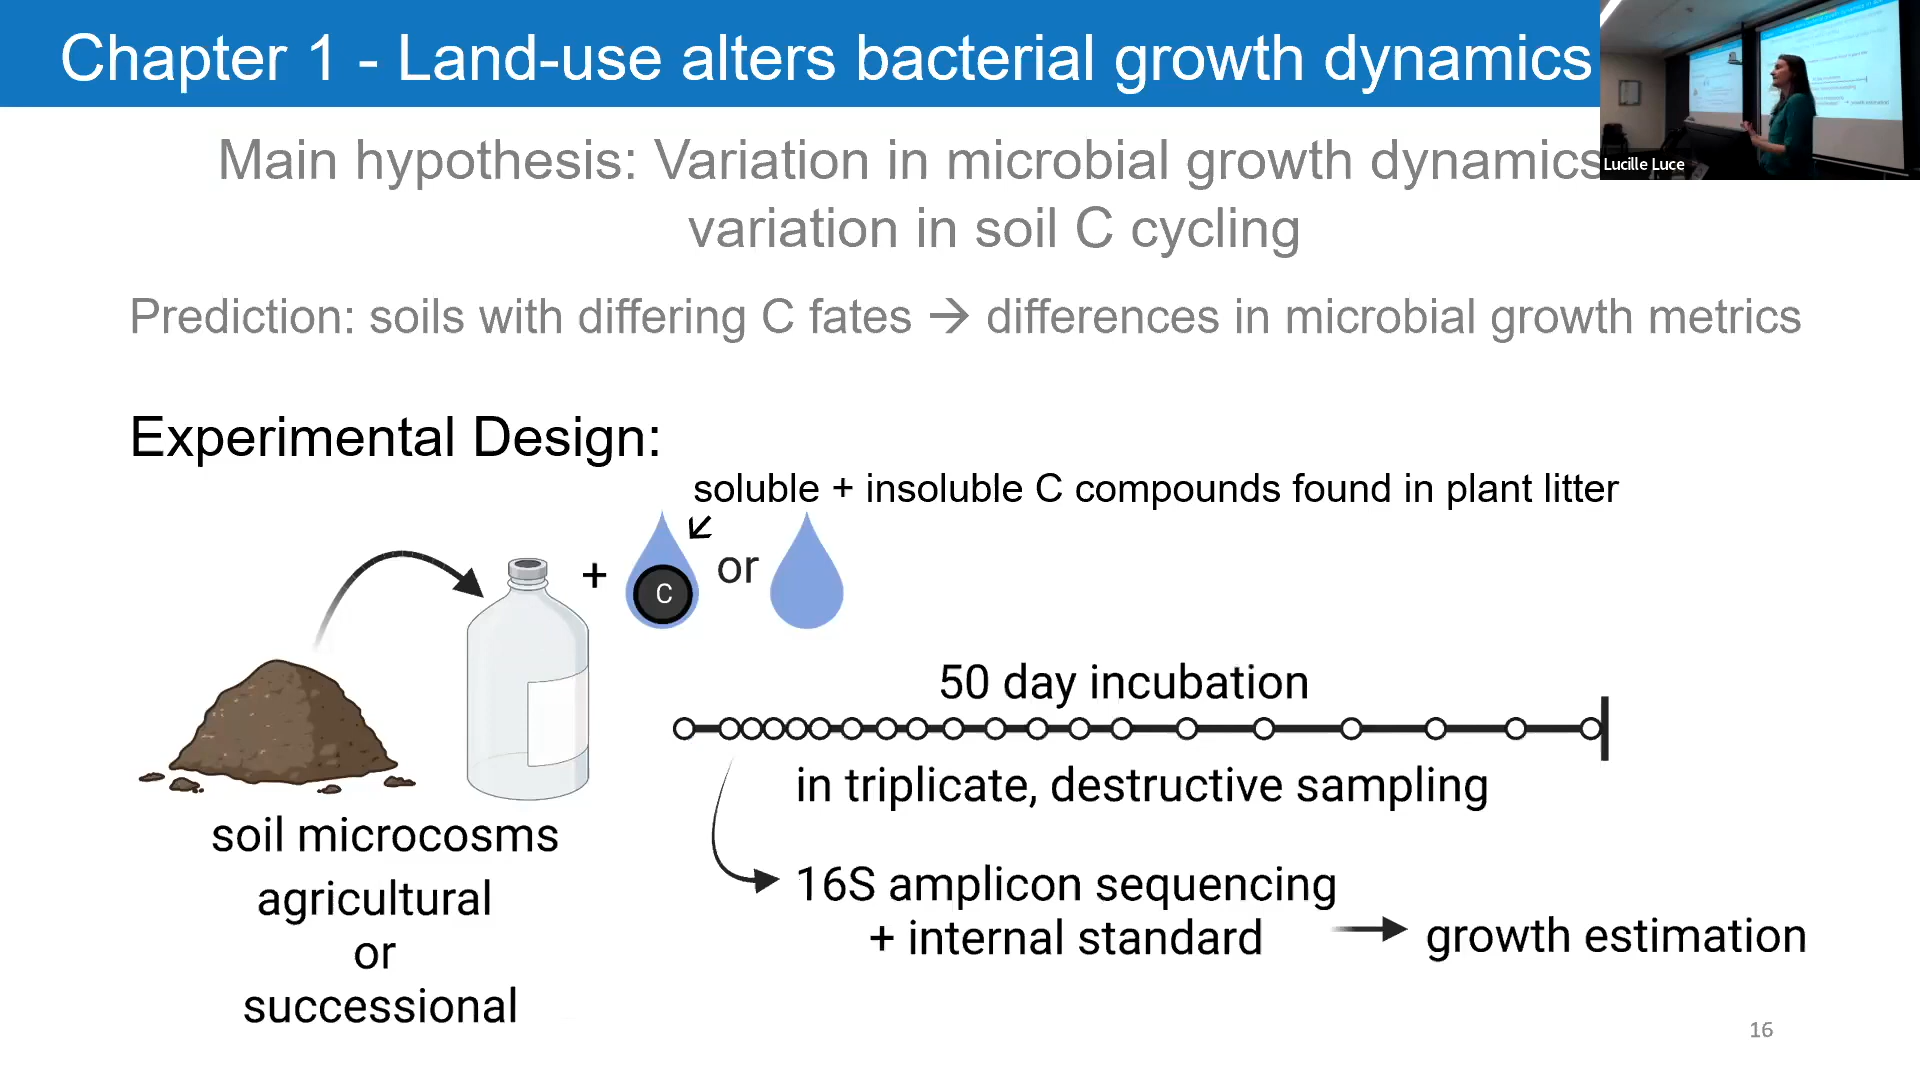 Chapter 1 - Land-use alters bacterial growth dynamics
Main hypothesis: Variation in microbial growth dynamics
variation in soil C cycling
Prediction: soils with differing C fates → differences in microbial growth metrics
Experimental Design:
soluble + insoluble C compounds found in plant litter
+
C
or
50 day incubation
in triplicate, destructive sampling
soil microcosms
agricultural
or
successional
16S amplicon sequencing
+ internal standard
growth estimation
16
Lucille Luce